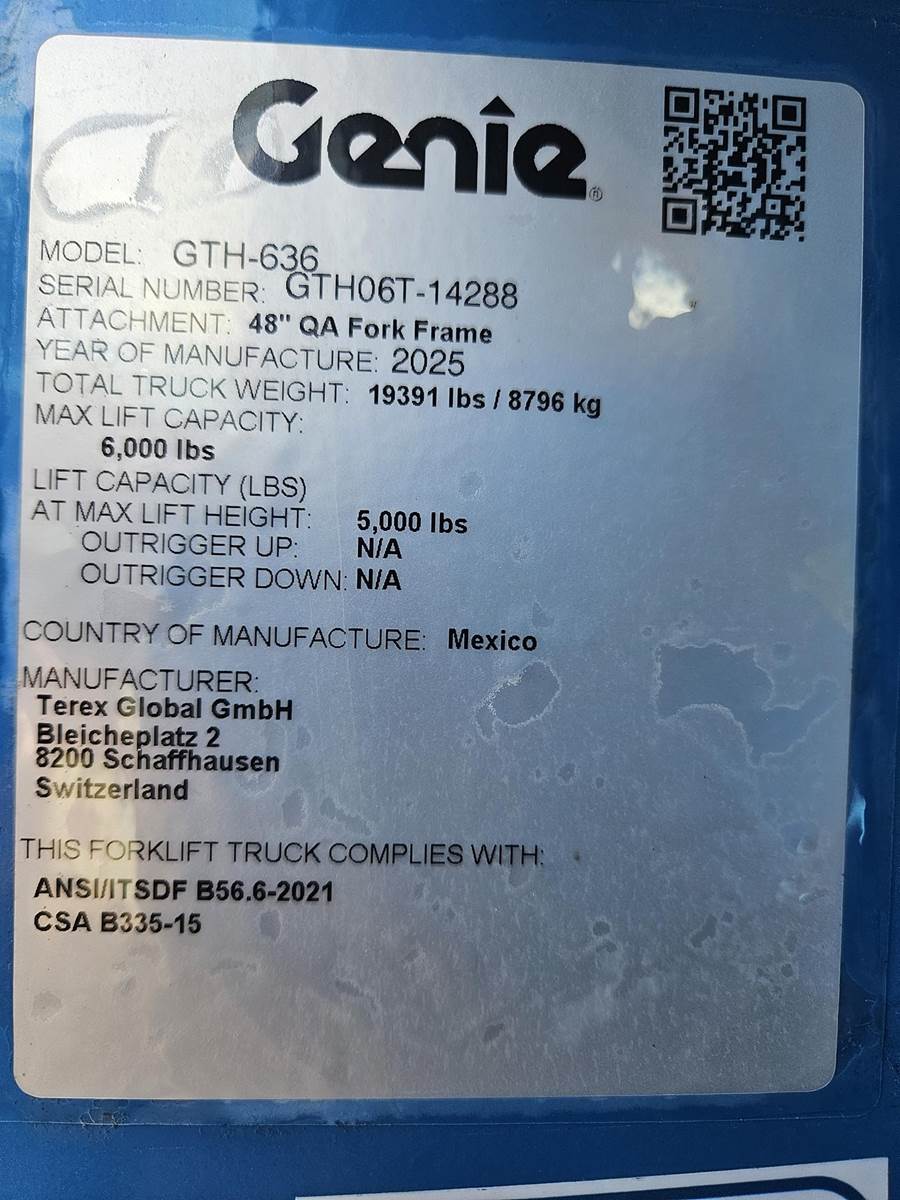 Genie®
MODEL: GTH-636
SERIAL NUMBER: GTH06T-14288
ATTACHMENT: 48" QA Fork Frame
YEAR OF MANUFACTURE: 2025
TOTAL TRUCK WEIGHT: 19391 lbs / 8796 kg
MAX LIFT CAPACITY:
6,000 lbs
LIFT CAPACITY (LBS)
AT MAX LIFT HEIGHT: 5,000 lbs
OUTRIGGER UP: N/A
OUTRIGGER DOWN: N/A
COUNTRY OF MANUFACTURE: Mexico
MANUFACTURER:
Terex Global GmbH
Bleicheplatz 2
8200 Schaffhausen
Switzerland
THIS FORKLIFT TRUCK COMPLIES WITH:
ANSI/ITSDF B56.6-2021
CSA B335-15